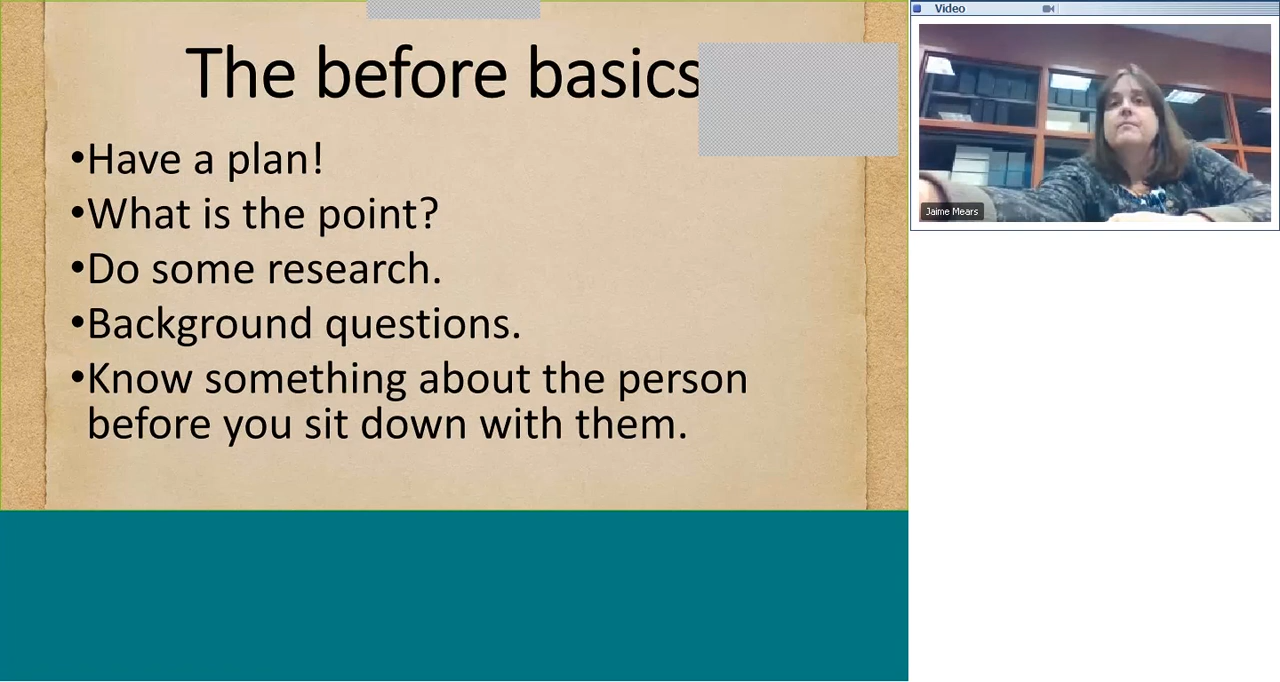 The before basics
•Have a plan!
•What is the point?
•Do some research.
•Background questions.
•Know something about the person
before you sit down with them.
Video
Jaime Mears